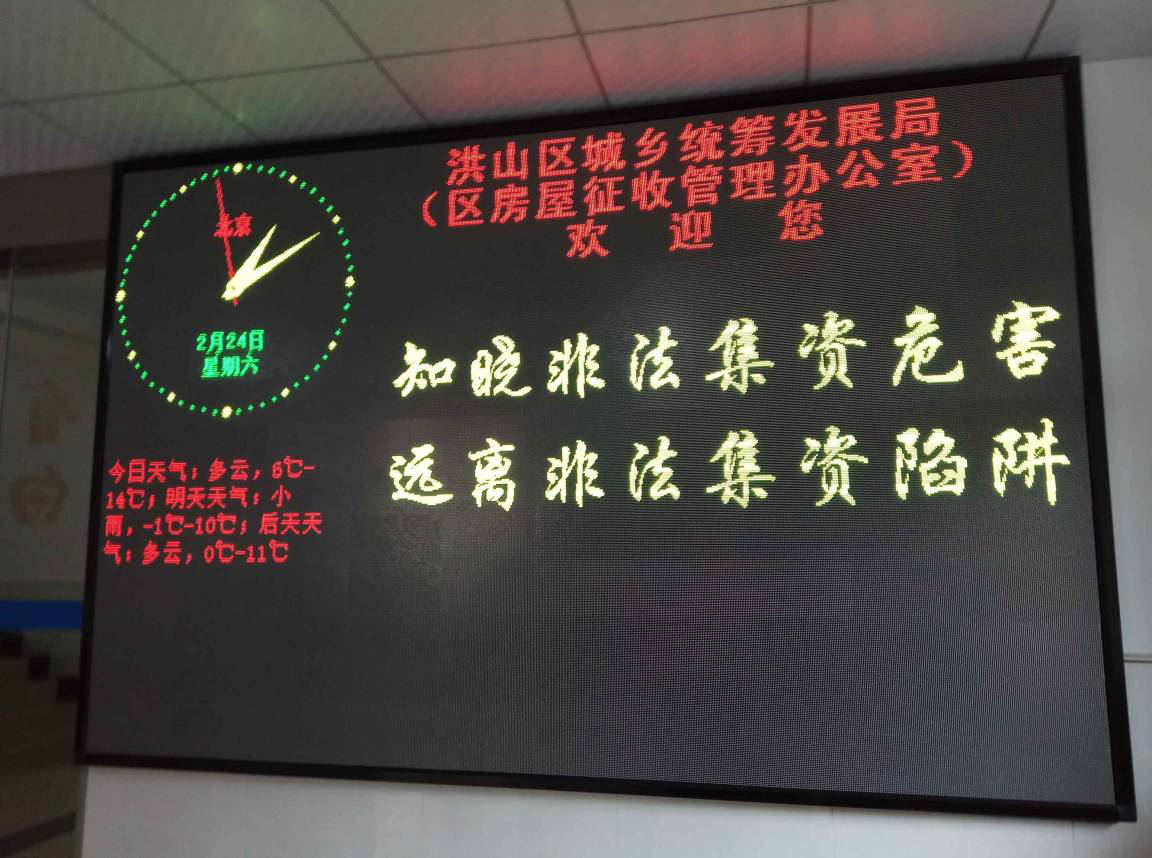 洪山区城乡统筹发展局
（区房屋征收管理办公室）
欢迎您
北京
2月24日
星期六
知晓非法集资危害
远离非法集资陷阱
今日天气：多云，6℃-
14℃；明天天气：小
雨，-1℃-10℃；后天天
气：多云，0℃-11℃